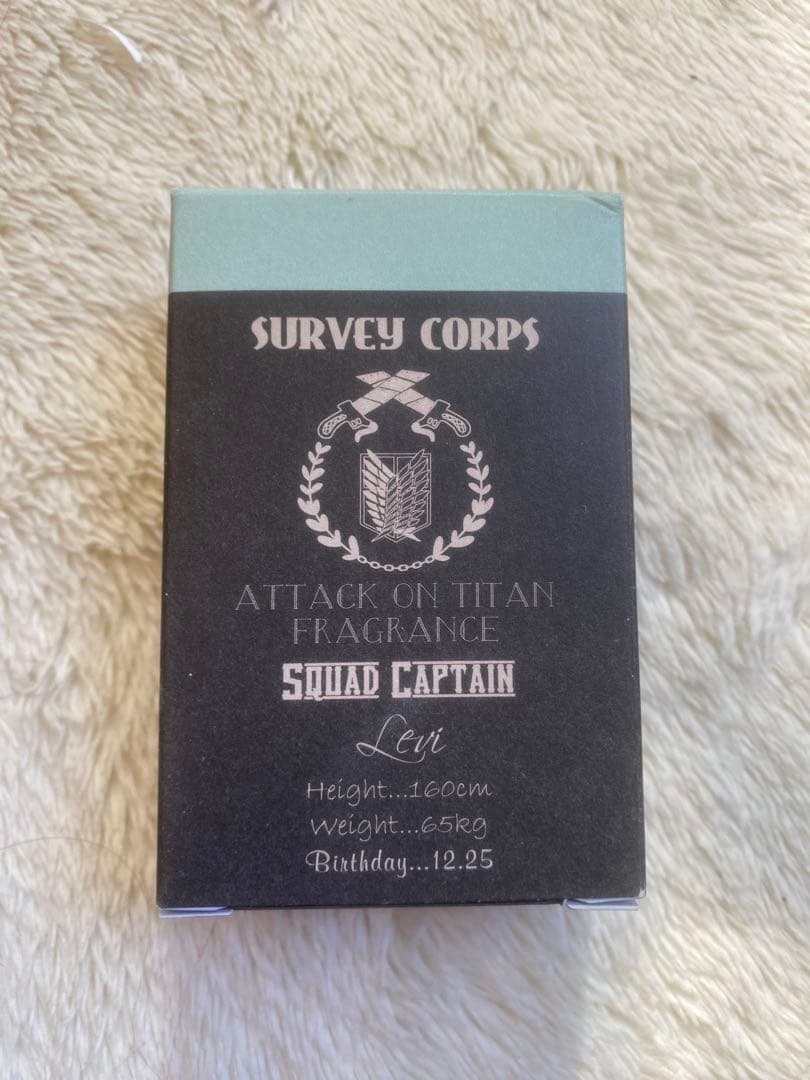 SURVEY CORPS
ATTACK ON TITAN
FRAGRANCE
SQUAD CAPTAIN
Levi
Height...160cm
Weight...65kg
Birthday...12.25